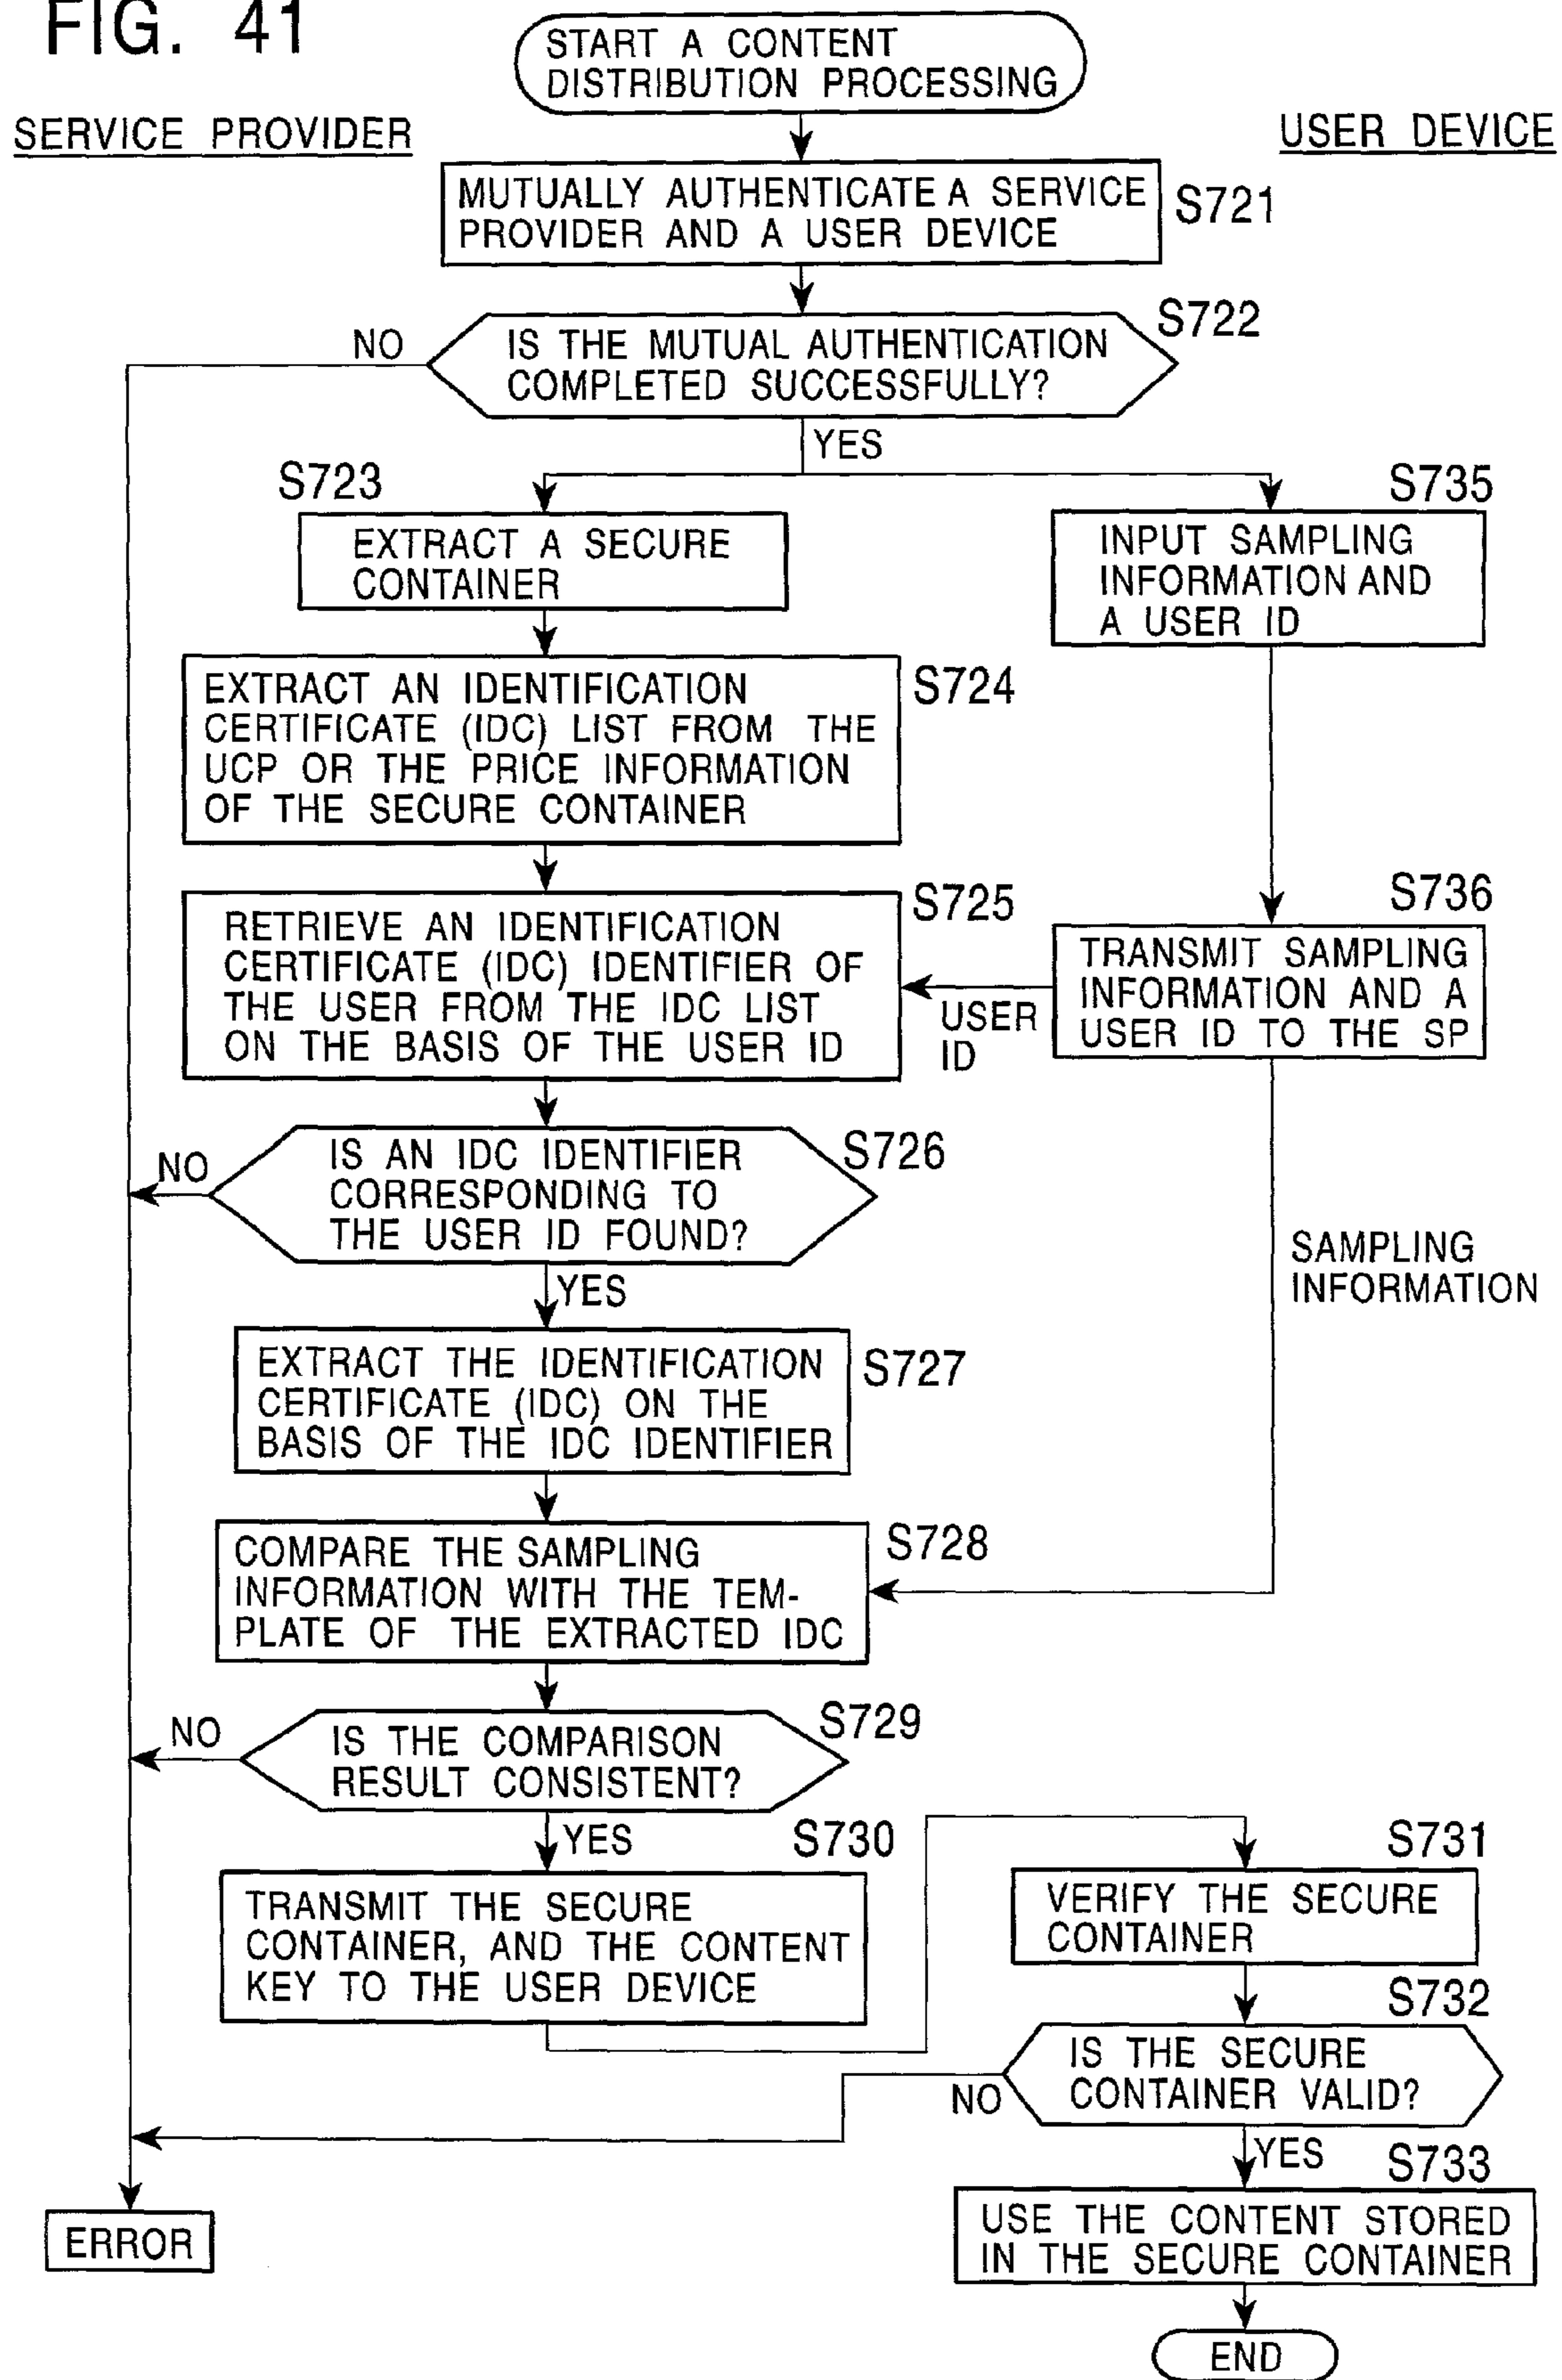 FIG. 41
START A CONTENT
DISTRIBUTION PROCESSING
SERVICE PROVIDER
USER DEVICE
MUTUALLY AUTHENTICATE A SERVICE
PROVIDER AND A USER DEVICE
S721
IS THE MUTUAL AUTHENTICATION
COMPLETED SUCCESSFULLY?
S722
NO
YES
S723
EXTRACT A SECURE
CONTAINER
S735
INPUT SAMPLING
INFORMATION AND
A USER ID
EXTRACT AN IDENTIFICATION
CERTIFICATE (IDC) LIST FROM THE
UCP OR THE PRICE INFORMATION
OF THE SECURE CONTAINER
S724
RETRIEVE AN IDENTIFICATION
CERTIFICATE (IDC) IDENTIFIER OF
THE USER FROM THE IDC LIST
ON THE BASIS OF THE USER ID
S725
S736
TRANSMIT SAMPLING
INFORMATION AND A
USER ID TO THE SP
USER
ID
IS AN IDC IDENTIFIER
CORRESPONDING TO
THE USER ID FOUND?
S726
NO
YES
SAMPLING
INFORMATION
EXTRACT THE IDENTIFICATION
CERTIFICATE (IDC) ON THE
BASIS OF THE IDC IDENTIFIER
S727
COMPARE THE SAMPLING
INFORMATION WITH THE TEM-
PLATE OF THE EXTRACTED IDC
S728
IS THE COMPARISON
RESULT CONSISTENT?
S729
NO
YES
S730
TRANSMIT THE SECURE
CONTAINER, AND THE CONTENT
KEY TO THE USER DEVICE
S731
VERIFY THE SECURE
CONTAINER
S732
IS THE SECURE
CONTAINER VALID?
NO
YES
S733
USE THE CONTENT STORED
IN THE SECURE CONTAINER
ERROR
END